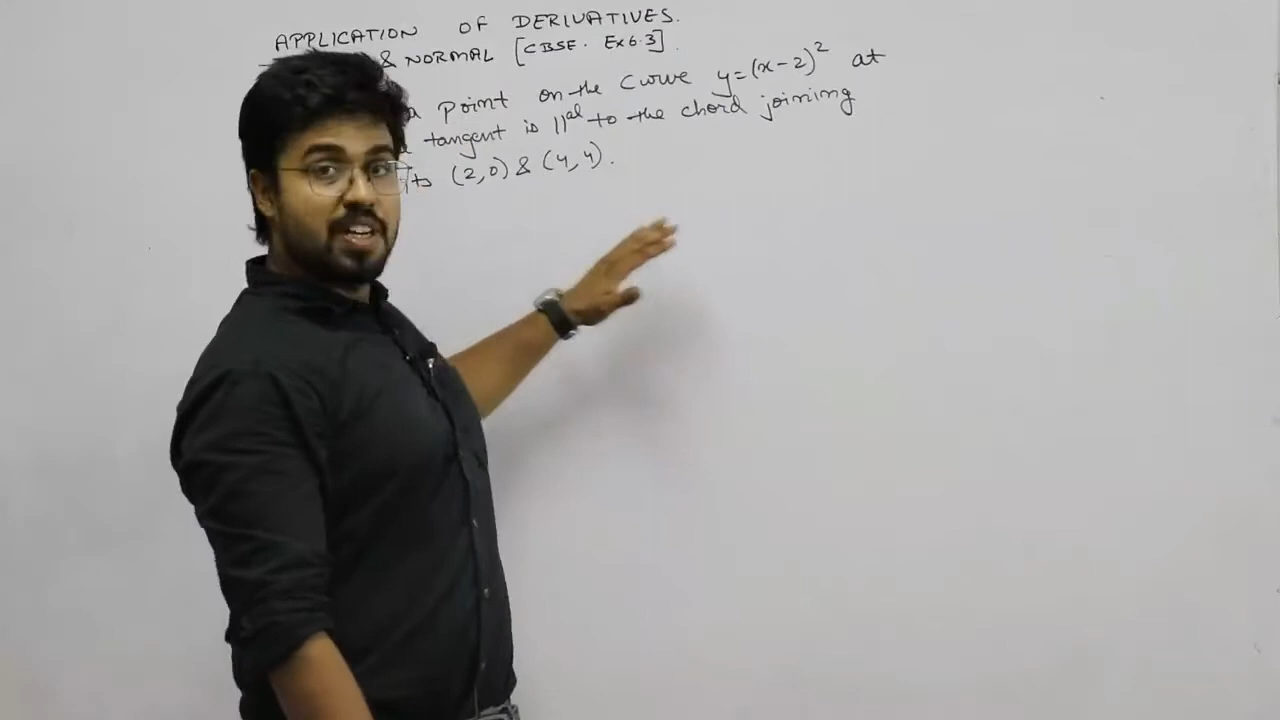 APPLICATION OF DERIVATIVES.
& NORMAL [CBSE. Ex 6.3].
a point on the curve y=(x-2)² at
tangent is ||al to the chord joining
(2,0) & (4,4).